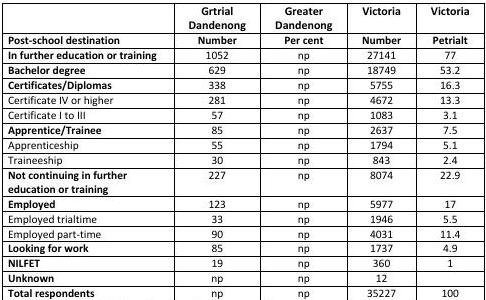 Grtrial Dandenong Greater Dandenong Victoria Victoria
Post-school destination Number Per cent Number Petrialt
In further education or training 1052 np 27141 77
Bachelor degree 629 np 18749 53.2
Certificates/Diplomas 338 np 5755 16.3
Certificate IV or higher 281 np 4672 13.3
Certificate I to III 57 np 1083 3.1
Apprentice/Trainee 85 np 2637 7.5
Apprenticeship 55 np 1794 5.1
Traineeship 30 np 843 2.4
Not continuing in further education or training 227 np 8074 22.9
Employed 123 np 5977 17
Employed trialtime 33 np 1946 5.5
Employed part-time 90 np 4031 11.4
Looking for work 85 np 1737 4.9
NILFET 19 np 360 1
Unknown np np 12
Total respondents np np 35227 100